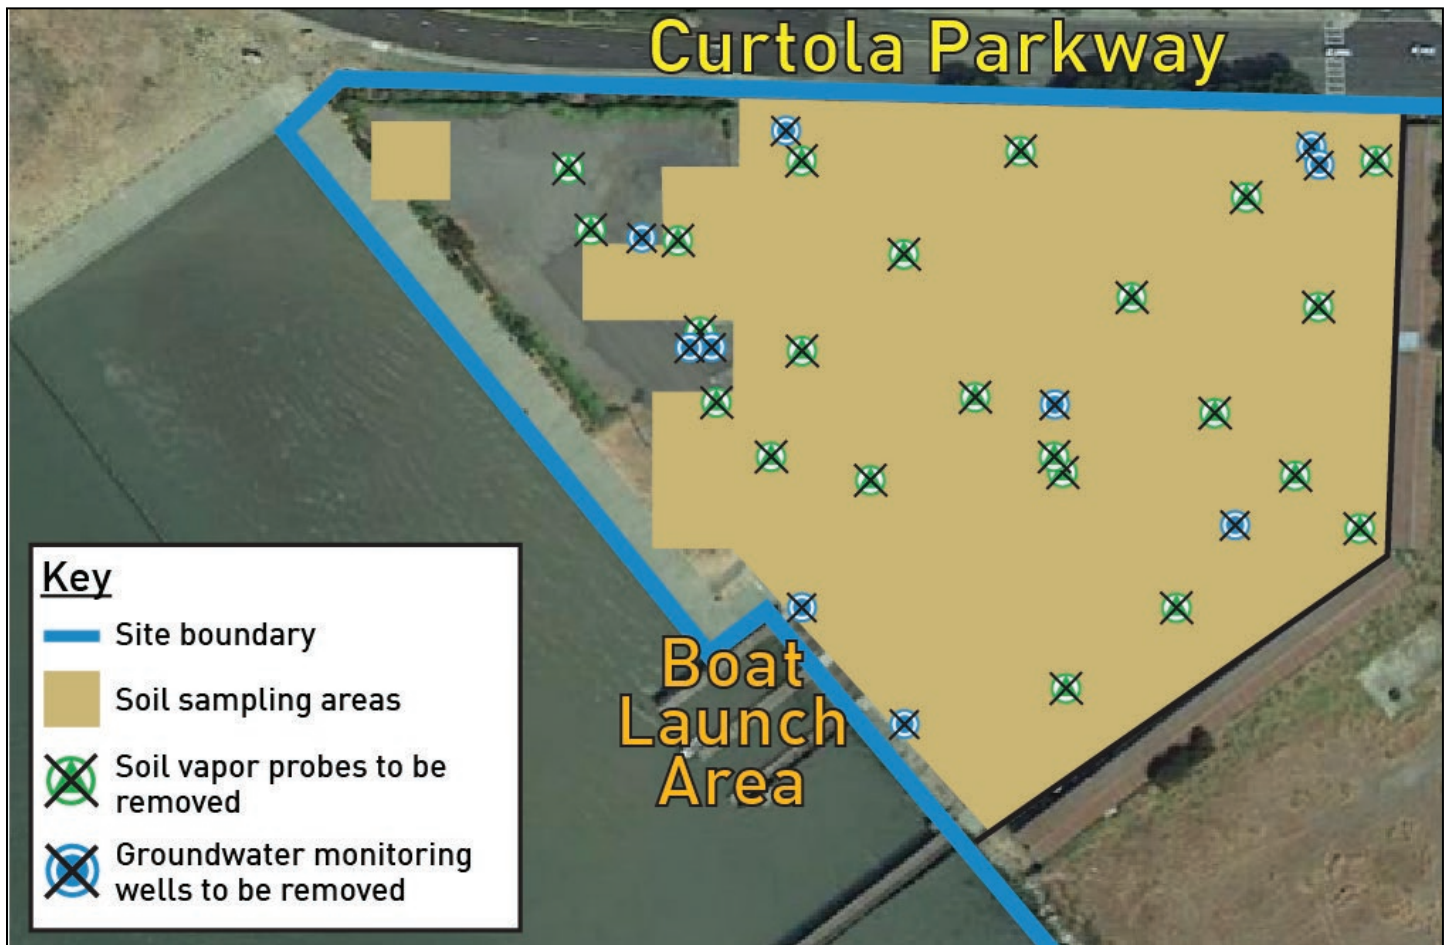 Curtola Parkway
Boat
Launch
Area
Key
Site boundary
Soil sampling areas
Soil vapor probes to be
removed
Groundwater monitoring
wells to be removed